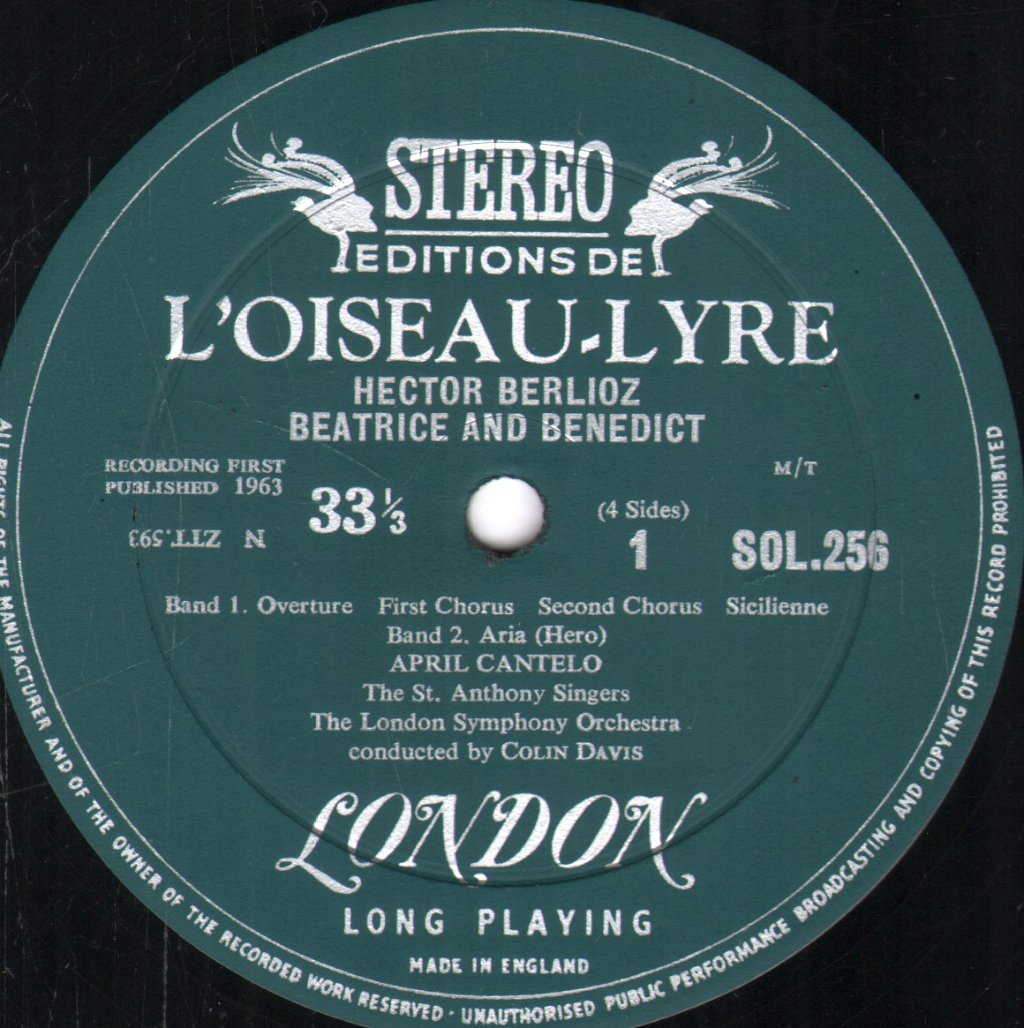 STEREO
EDITIONS DE
L'OISEAU-LYRE
HECTOR BERLIOZ
BEATRICE AND BENEDICT
RECORDING FIRST
PUBLISHED 1963
33⅓
(4 Sides)
M/T
ZTT.593 N
1
SOL.256
Band 1. Overture First Chorus Second Chorus Sicilienne
Band 2. Aria (Hero)
APRIL CANTELO
The St. Anthony Singers
The London Symphony Orchestra
conducted by COLIN DAVIS
LONDON
LONG PLAYING
MADE IN ENGLAND
ALL RIGHTS OF THE MANUFACTURER AND OF THE OWNER OF THE RECORDED WORK RESERVED · UNAUTHORISED PUBLIC PERFORMANCE BROADCASTING AND COPYING OF THIS RECORD PROHIBITED